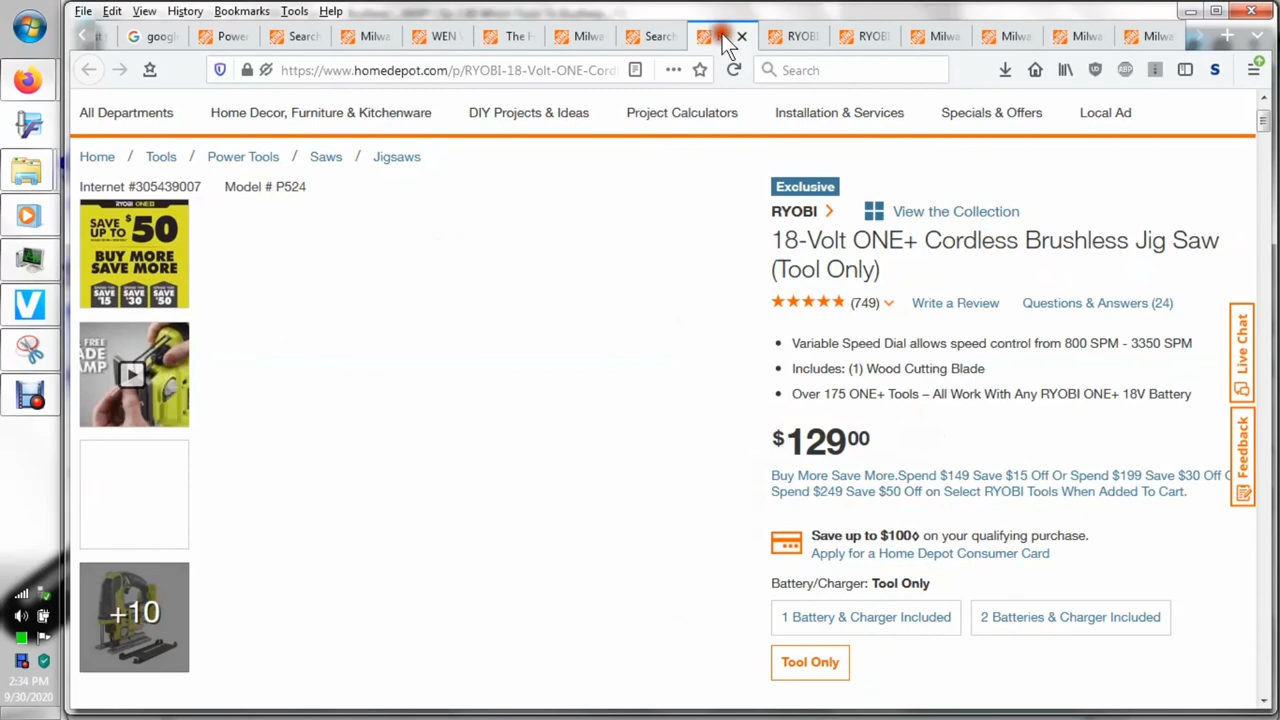 File Edit View History Bookmarks Tools Help
google Power Search Milwa WEN The H Milwa Search RYOBI RYOBI Milwa Milwa Milwa Milwa
https://www.homedepot.com/p/RYOBI-18-Volt-ONE-Cord
Search
ABP
S
All Departments Home Decor, Furniture & Kitchenware DIY Projects & Ideas Project Calculators Installation & Services Specials & Offers Local Ad
Home / Tools / Power Tools / Saws / Jigsaws
Internet #305439007 Model # P524
RYOBI ONE+
SAVE UP TO $50
BUY MORE
SAVE MORE
SAVE $15 SAVE $30 SAVE $50
FREE
ADE
AMP
+10
Exclusive
RYOBI View the Collection
18-Volt ONE+ Cordless Brushless Jig Saw
(Tool Only)
(749) Write a Review Questions & Answers (24)
• Variable Speed Dial allows speed control from 800 SPM - 3350 SPM
• Includes: (1) Wood Cutting Blade
• Over 175 ONE+ Tools – All Work With Any RYOBI ONE+ 18V Battery
$129 00
Buy More Save More.Spend $149 Save $15 Off Or Spend $199 Save $30 Off O
Spend $249 Save $50 Off on Select RYOBI Tools When Added To Cart.
Save up to $100◊ on your qualifying purchase.
Apply for a Home Depot Consumer Card
Battery/Charger: Tool Only
1 Battery & Charger Included 2 Batteries & Charger Included
Tool Only
Live Chat
Feedback
2:34 PM
9/30/2020